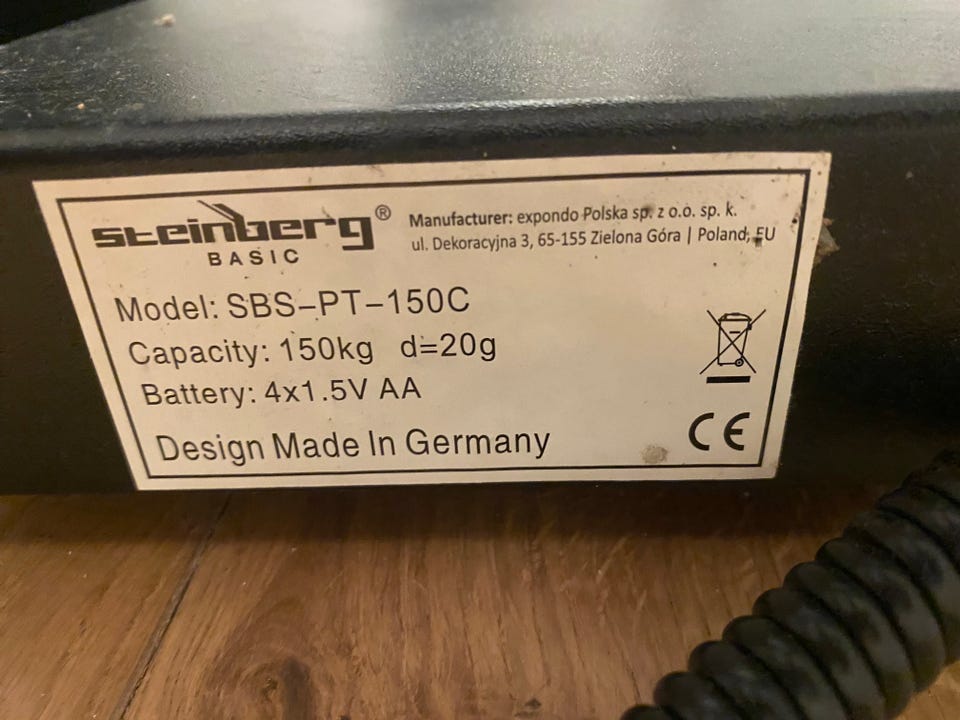 steinberg®
BASIC
Manufacturer: expondo Polska sp. z o.o. sp. k.
ul. Dekoracyjna 3, 65-155 Zielona Góra | Poland, EU
Model: SBS-PT-150C
Capacity: 150kg d=20g
Battery: 4x1.5V AA
Design Made In Germany
CE